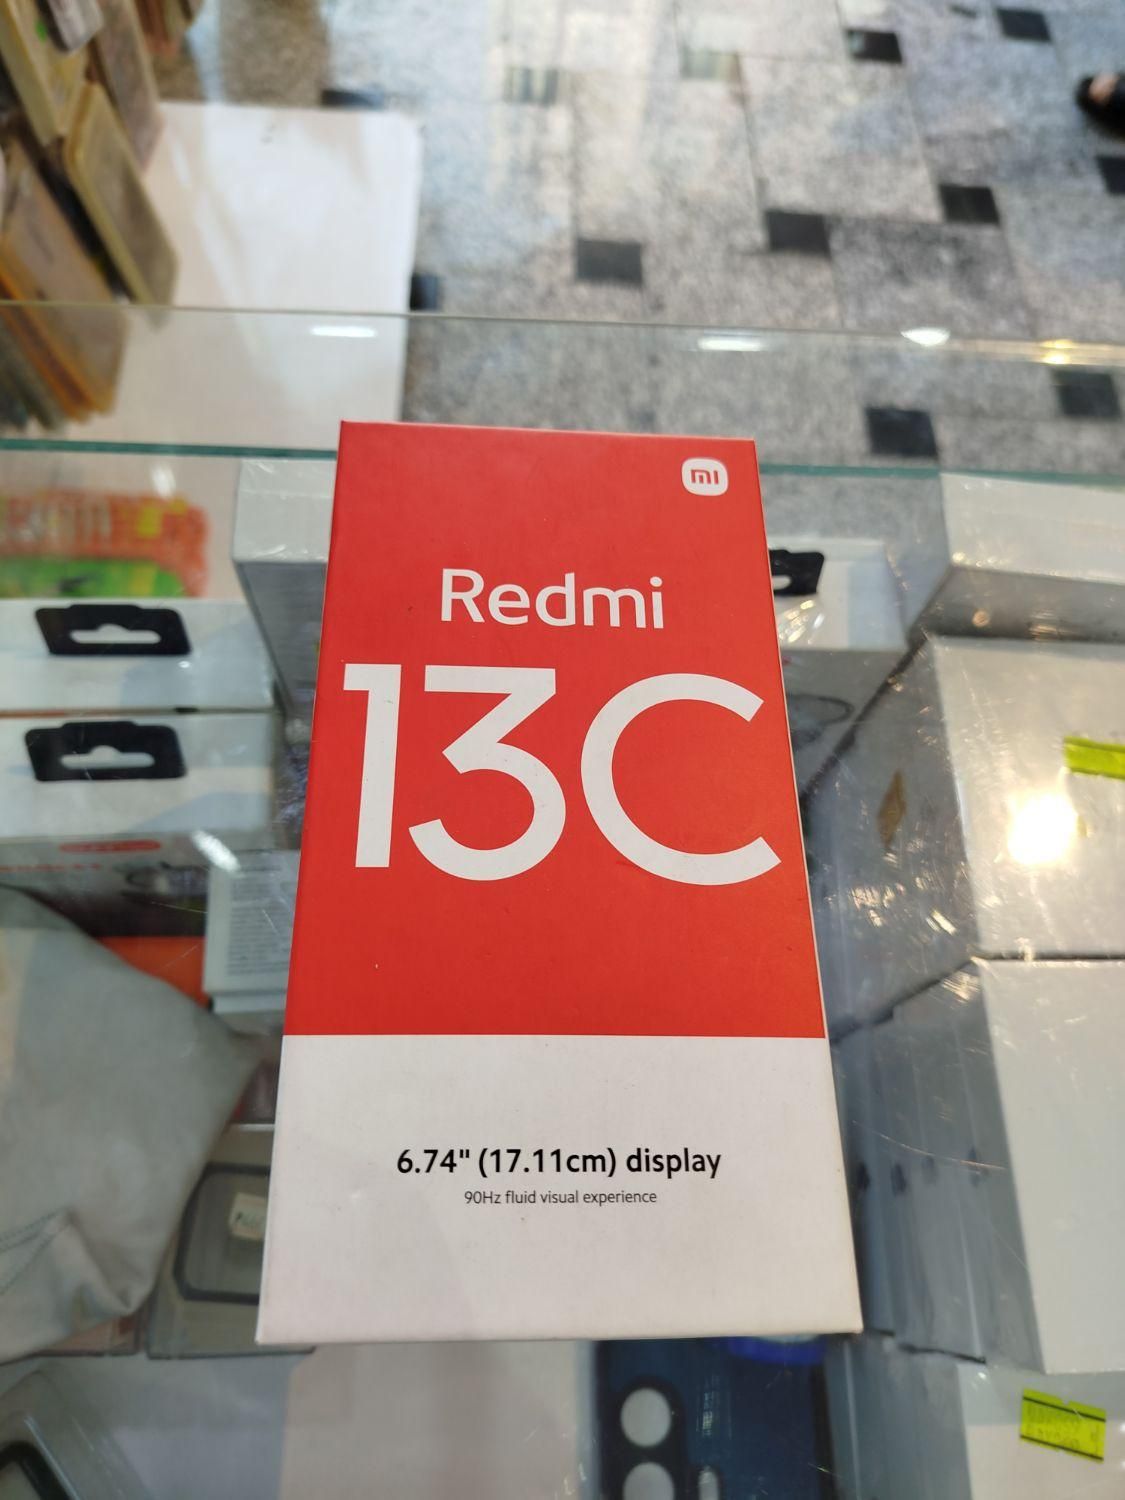 mi
Redmi
13C
6.74" (17.11cm) display
90Hz fluid visual experience